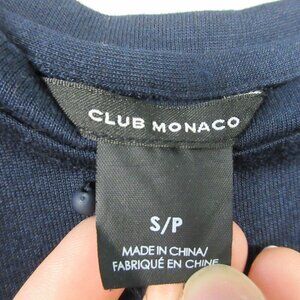 CLUB MONACO
S/P
MADE IN CHINA/
FABRIQUÉ EN CHINE